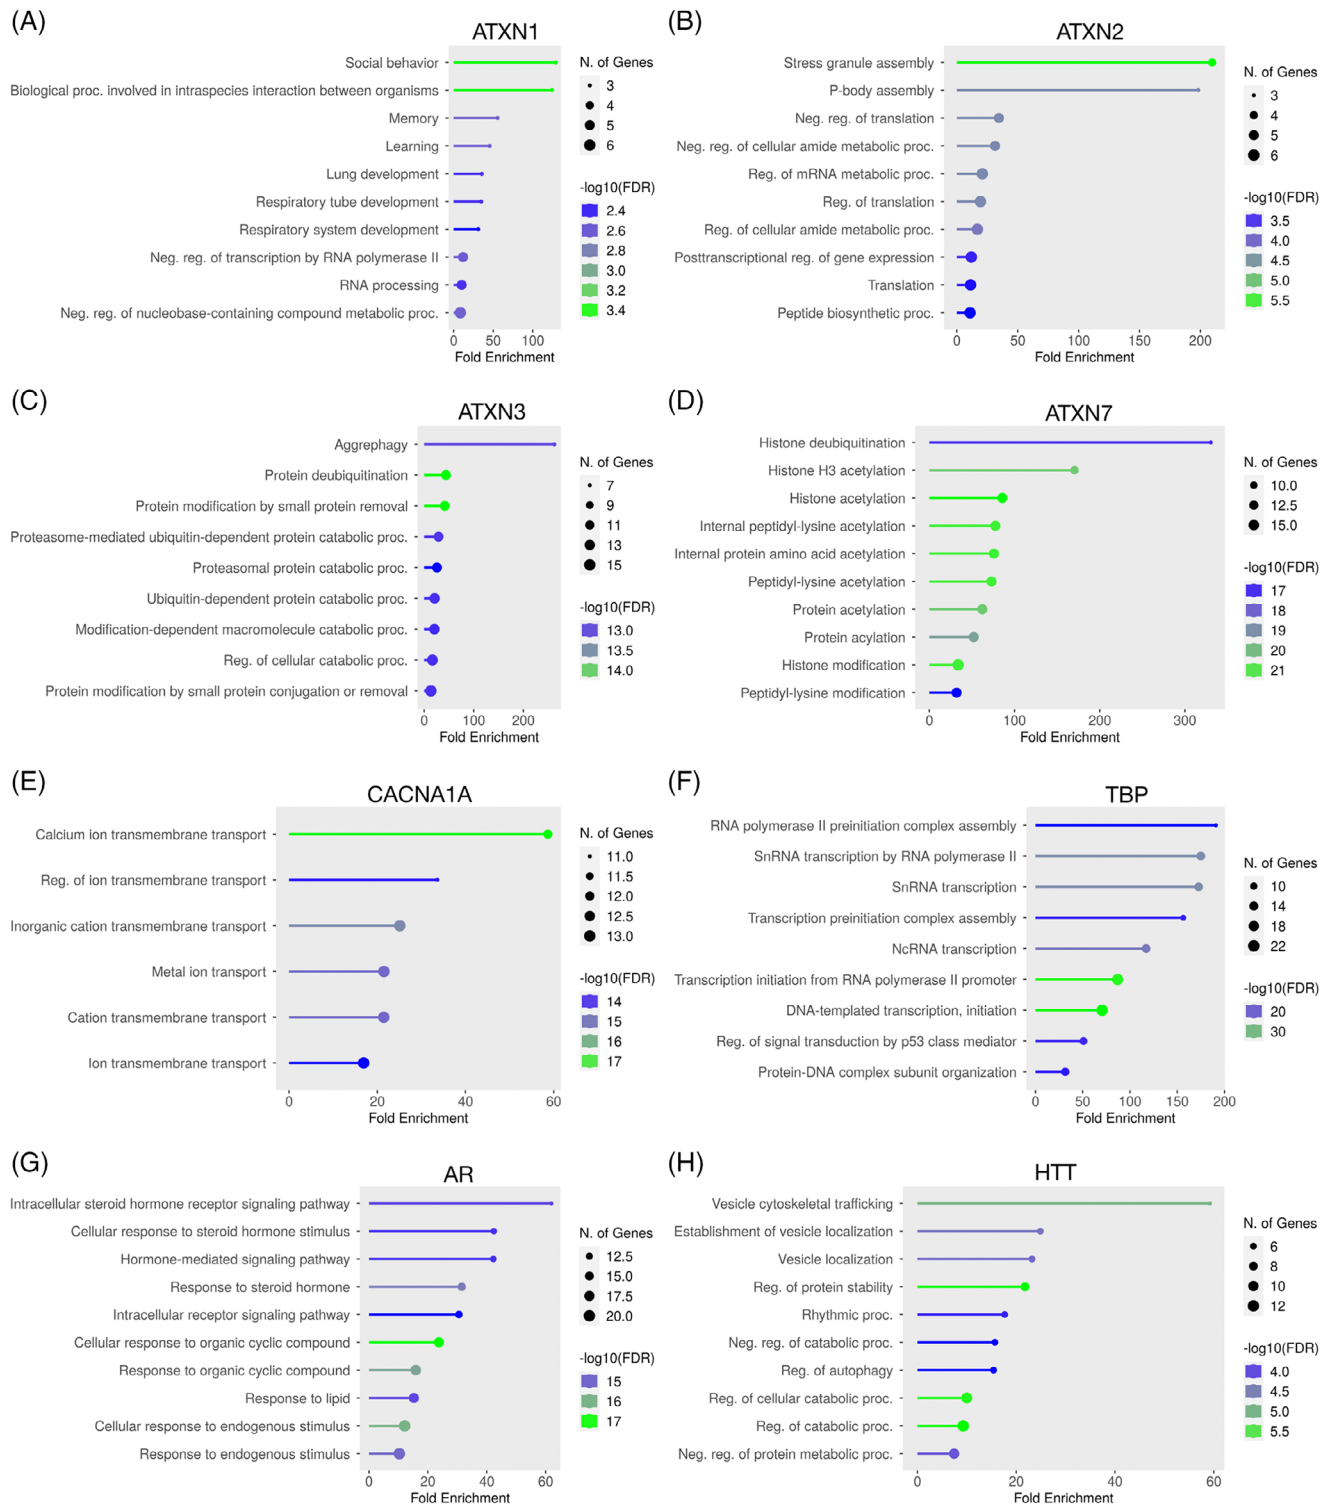 (A)
ATXN1
Social behavior
Biological proc. involved in intraspecies interaction between organisms
Memory
Learning
Lung development
Respiratory tube development
Respiratory system development
Neg. reg. of transcription by RNA polymerase II
RNA processing
Neg. reg. of nucleobase-containing compound metabolic proc.
0 50 100
Fold Enrichment
N. of Genes
3
4
5
6
-log10(FDR)
2.4
2.6
2.8
3.0
3.2
3.4
(B)
ATXN2
Stress granule assembly
P-body assembly
Neg. reg. of translation
Neg. reg. of cellular amide metabolic proc.
Reg. of mRNA metabolic proc.
Reg. of translation
Reg. of cellular amide metabolic proc.
Posttranscriptional reg. of gene expression
Translation
Peptide biosynthetic proc.
0 50 100 150 200
Fold Enrichment
N. of Genes
3
4
5
6
-log10(FDR)
3.5
4.0
4.5
5.0
5.5
(C)
ATXN3
Aggrephagy
Protein deubiquitination
Protein modification by small protein removal
Proteasome-mediated ubiquitin-dependent protein catabolic proc.
Proteasomal protein catabolic proc.
Ubiquitin-dependent protein catabolic proc.
Modification-dependent macromolecule catabolic proc.
Reg. of cellular catabolic proc.
Protein modification by small protein conjugation or removal
0 100 200
Fold Enrichment
N. of Genes
7
9
11
13
15
-log10(FDR)
13.0
13.5
14.0
(D)
ATXN7
Histone deubiquitination
Histone H3 acetylation
Histone acetylation
Internal peptidyl-lysine acetylation
Internal protein amino acid acetylation
Peptidyl-lysine acetylation
Protein acetylation
Protein acylation
Histone modification
Peptidyl-lysine modification
0 100 200 300
Fold Enrichment
N. of Genes
10.0
12.5
15.0
-log10(FDR)
17
18
19
20
21
(E)
CACNA1A
Calcium ion transmembrane transport
Reg. of ion transmembrane transport
Inorganic cation transmembrane transport
Metal ion transport
Cation transmembrane transport
Ion transmembrane transport
0 20 40 60
Fold Enrichment
N. of Genes
11.0
11.5
12.0
12.5
13.0
-log10(FDR)
14
15
16
17
(F)
TBP
RNA polymerase II preinitiation complex assembly
SnRNA transcription by RNA polymerase II
SnRNA transcription
Transcription preinitiation complex assembly
NcRNA transcription
Transcription initiation from RNA polymerase II promoter
DNA-templated transcription, initiation
Reg. of signal transduction by p53 class mediator
Protein-DNA complex subunit organization
0 50 100 150 200
Fold Enrichment
N. of Genes
10
14
18
22
-log10(FDR)
20
30
(G)
AR
Intracellular steroid hormone receptor signaling pathway
Cellular response to steroid hormone stimulus
Hormone-mediated signaling pathway
Response to steroid hormone
Intracellular receptor signaling pathway
Cellular response to organic cyclic compound
Response to organic cyclic compound
Response to lipid
Cellular response to endogenous stimulus
Response to endogenous stimulus
0 20 40 60
Fold Enrichment
N. of Genes
12.5
15.0
17.5
20.0
-log10(FDR)
15
16
17
(H)
HTT
Vesicle cytoskeletal trafficking
Establishment of vesicle localization
Vesicle localization
Reg. of protein stability
Rhythmic proc.
Neg. reg. of catabolic proc.
Reg. of autophagy
Reg. of cellular catabolic proc.
Reg. of catabolic proc.
Neg. reg. of protein metabolic proc.
0 20 40 60
Fold Enrichment
N. of Genes
6
8
10
12
-log10(FDR)
4.0
4.5
5.0
5.5